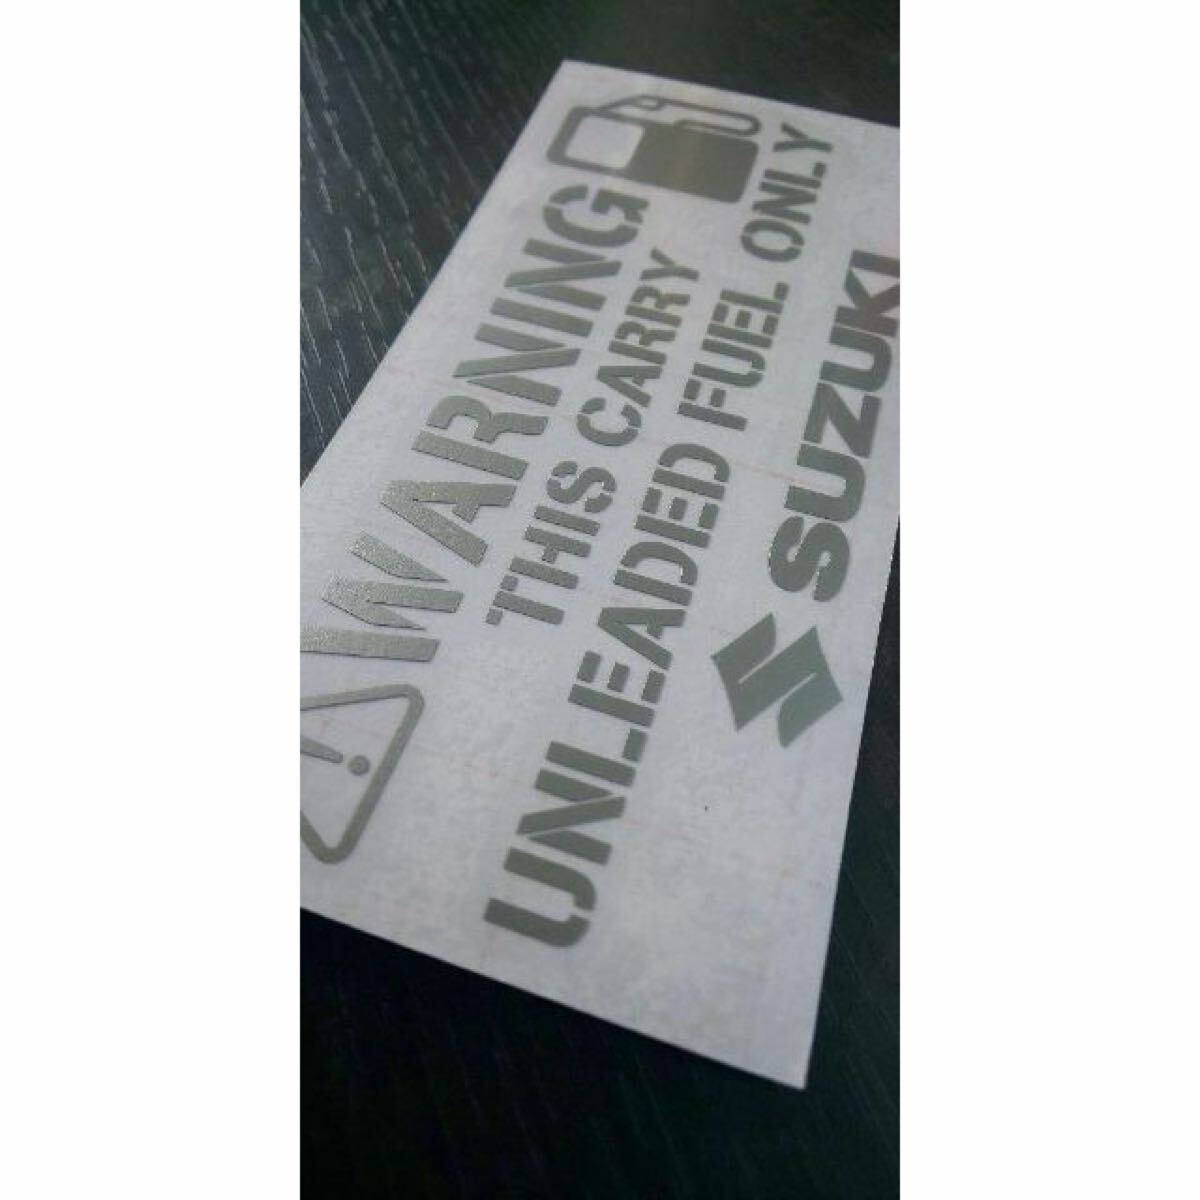 WARNING
THIS CARRY
UNLEADED FUEL ONLY
SUZUKI